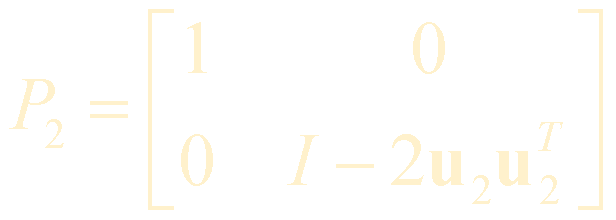 P₂ = [ 1 0
0 I − 2u₂u₂ᵀ ]